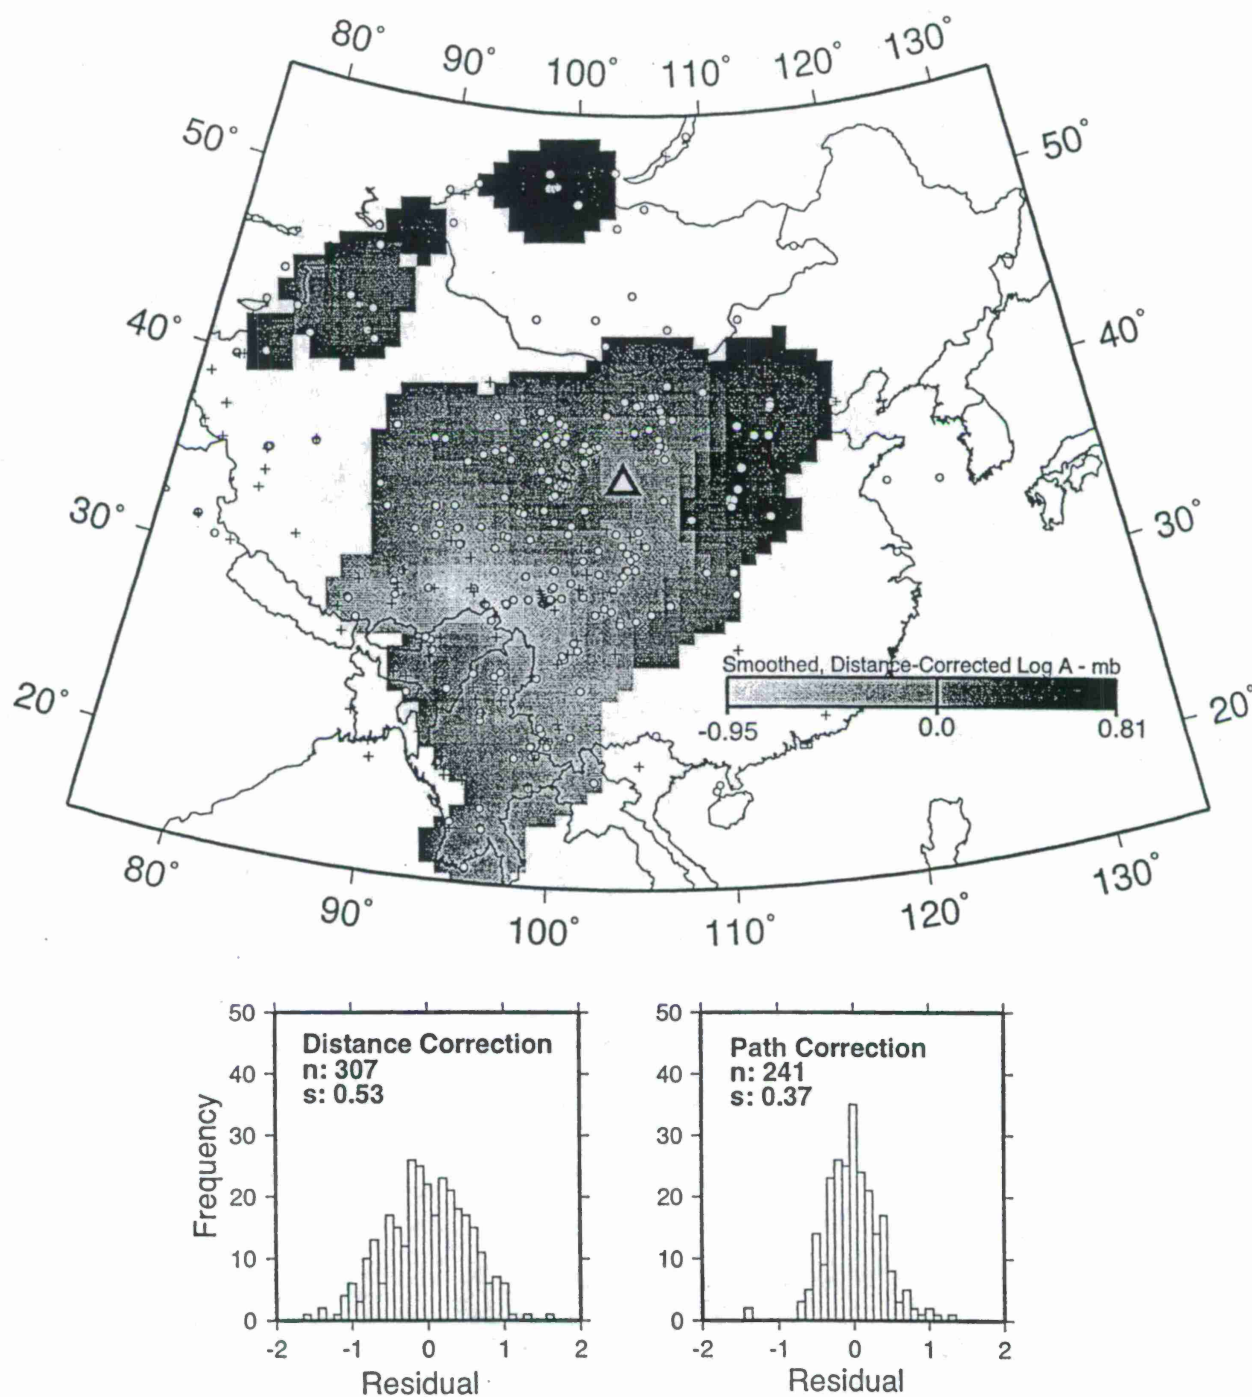 80° 90° 100° 110° 120° 130°
50° 50°
40° 40°
30° 30°
Smoothed, Distance-Corrected Log A - mb
-0.95 0.0 0.81
20° 20°
80° 90° 100° 110° 120° 130°
50 50
Distance Correction
n: 307
s: 0.53
Path Correction
n: 241
s: 0.37
40 40
30 30
20 20
10 10
0 0
Frequency
-2 -1 0 1 2
-2 -1 0 1 2
Residual
Residual